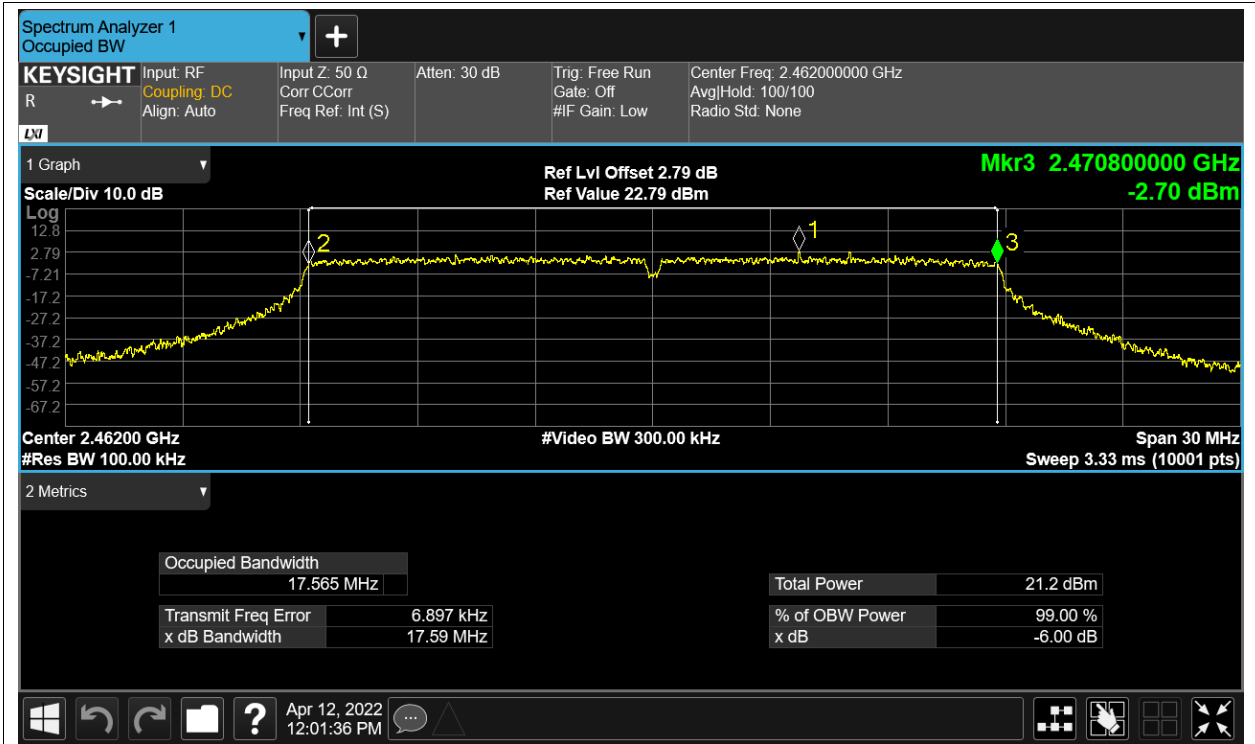 Spectrum Analyzer 1
Occupied BW
KEYSIGHT
R
LXI
Input: RF
Coupling: DC
Align: Auto
Input Z: 50 Ω
Corr CCorr
Freq Ref: Int (S)
Atten: 30 dB
Trig: Free Run
Gate: Off
#IF Gain: Low
Center Freq: 2.462000000 GHz
Avg|Hold: 100/100
Radio Std: None
1 Graph
Scale/Div 10.0 dB
Ref Lvl Offset 2.79 dB
Ref Value 22.79 dBm
Mkr3 2.470800000 GHz
-2.70 dBm
Log
12.8
2.79
-7.21
-17.2
-27.2
-37.2
-47.2
-57.2
-67.2
2
1
3
Center 2.46200 GHz
#Res BW 100.00 kHz
#Video BW 300.00 kHz
Span 30 MHz
Sweep 3.33 ms (10001 pts)
2 Metrics
Occupied Bandwidth
17.565 MHz
Transmit Freq Error 6.897 kHz
x dB Bandwidth 17.59 MHz
Total Power 21.2 dBm
% of OBW Power 99.00 %
x dB -6.00 dB
?
Apr 12, 2022
12:01:36 PM